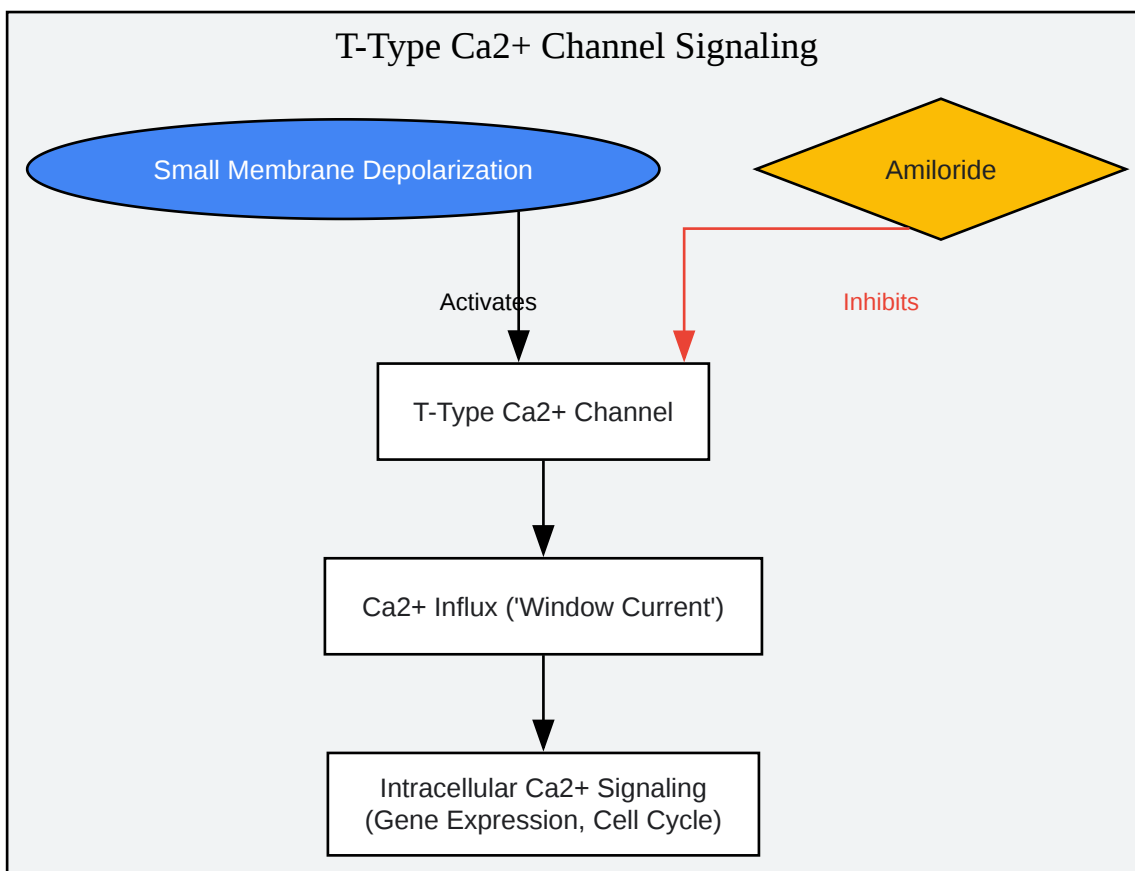 T-Type Ca2+ Channel Signaling
Small Membrane Depolarization
Amiloride
Activates
Inhibits
T-Type Ca2+ Channel
Ca2+ Influx ('Window Current')
Intracellular Ca2+ Signaling
(Gene Expression, Cell Cycle)